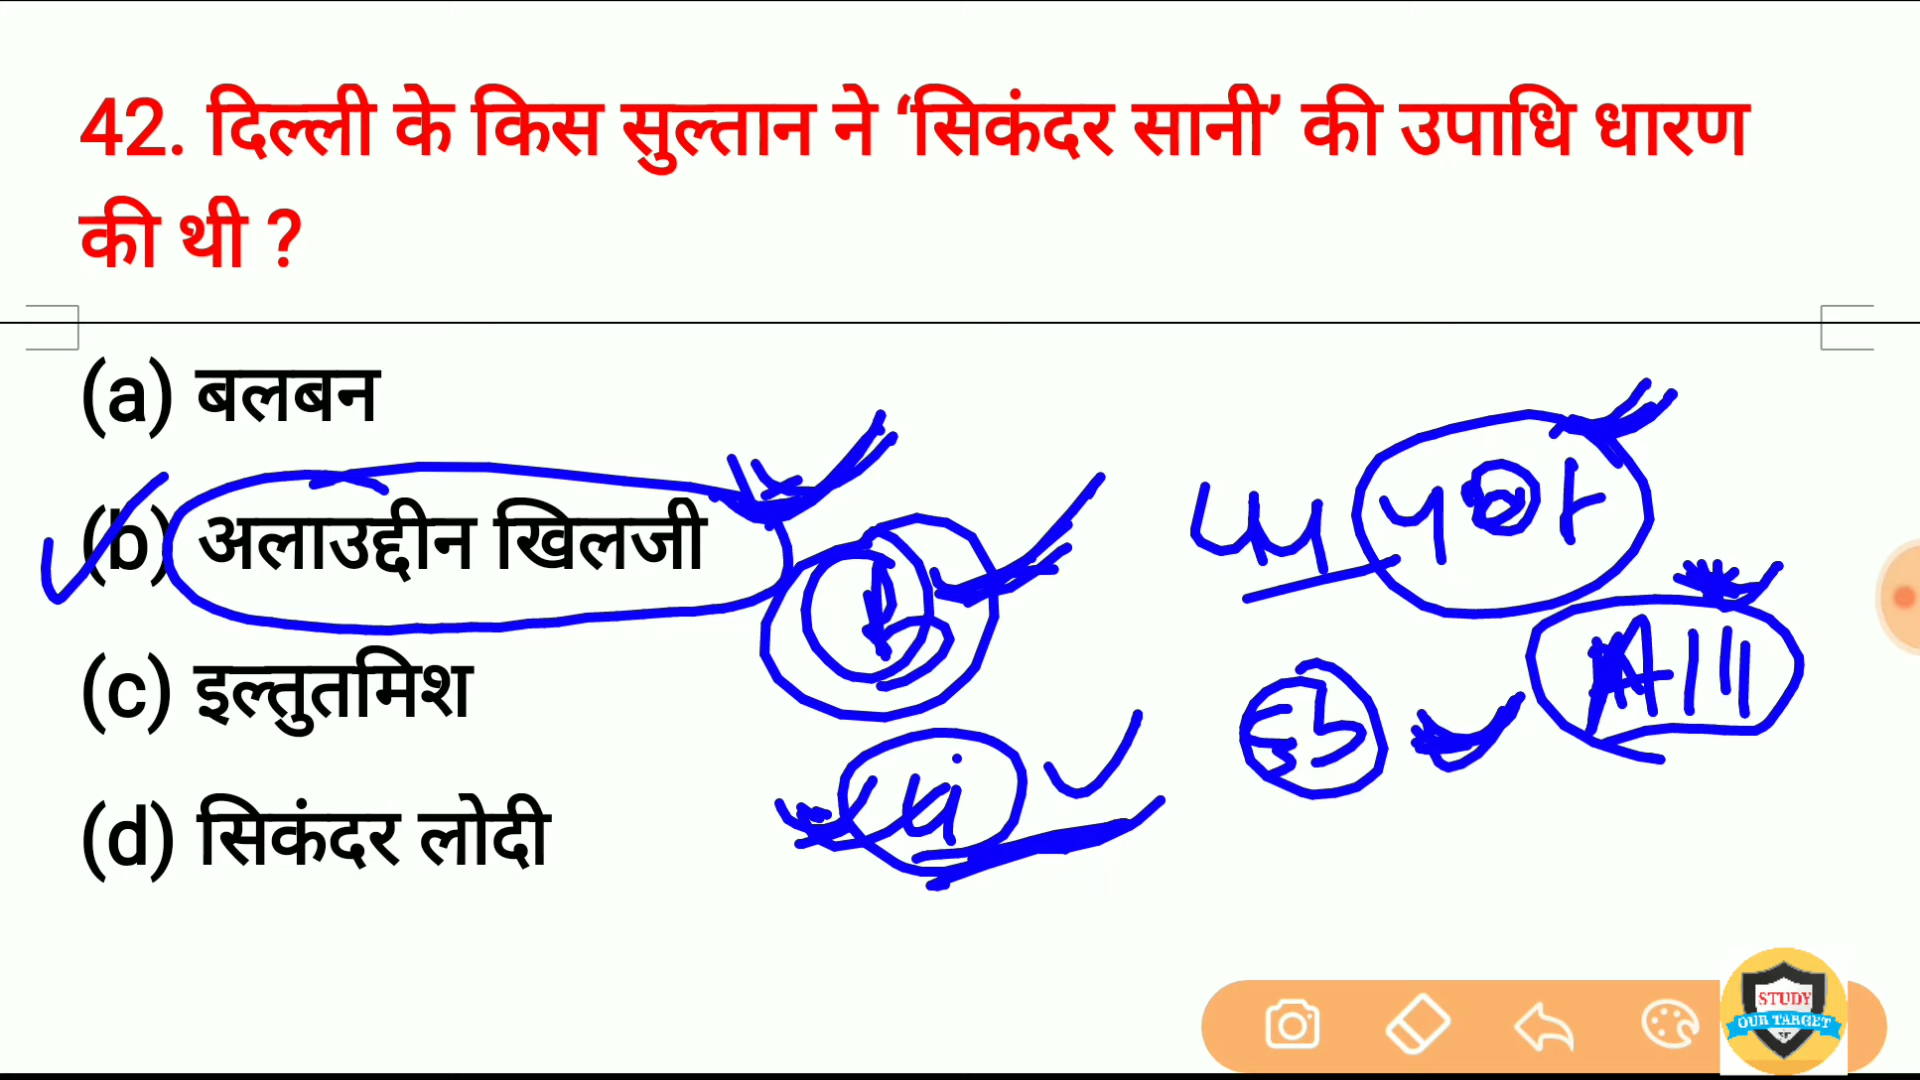 42. दिल्ली के किस सुल्तान ने ‘सिकंदर सानी’ की उपाधि धारण
की थी ?
(a) बलबन
(b) अलाउद्दीन खिलजी
(c) इल्तुतमिश
(d) सिकंदर लोदी
STUDY
OUR TARGET